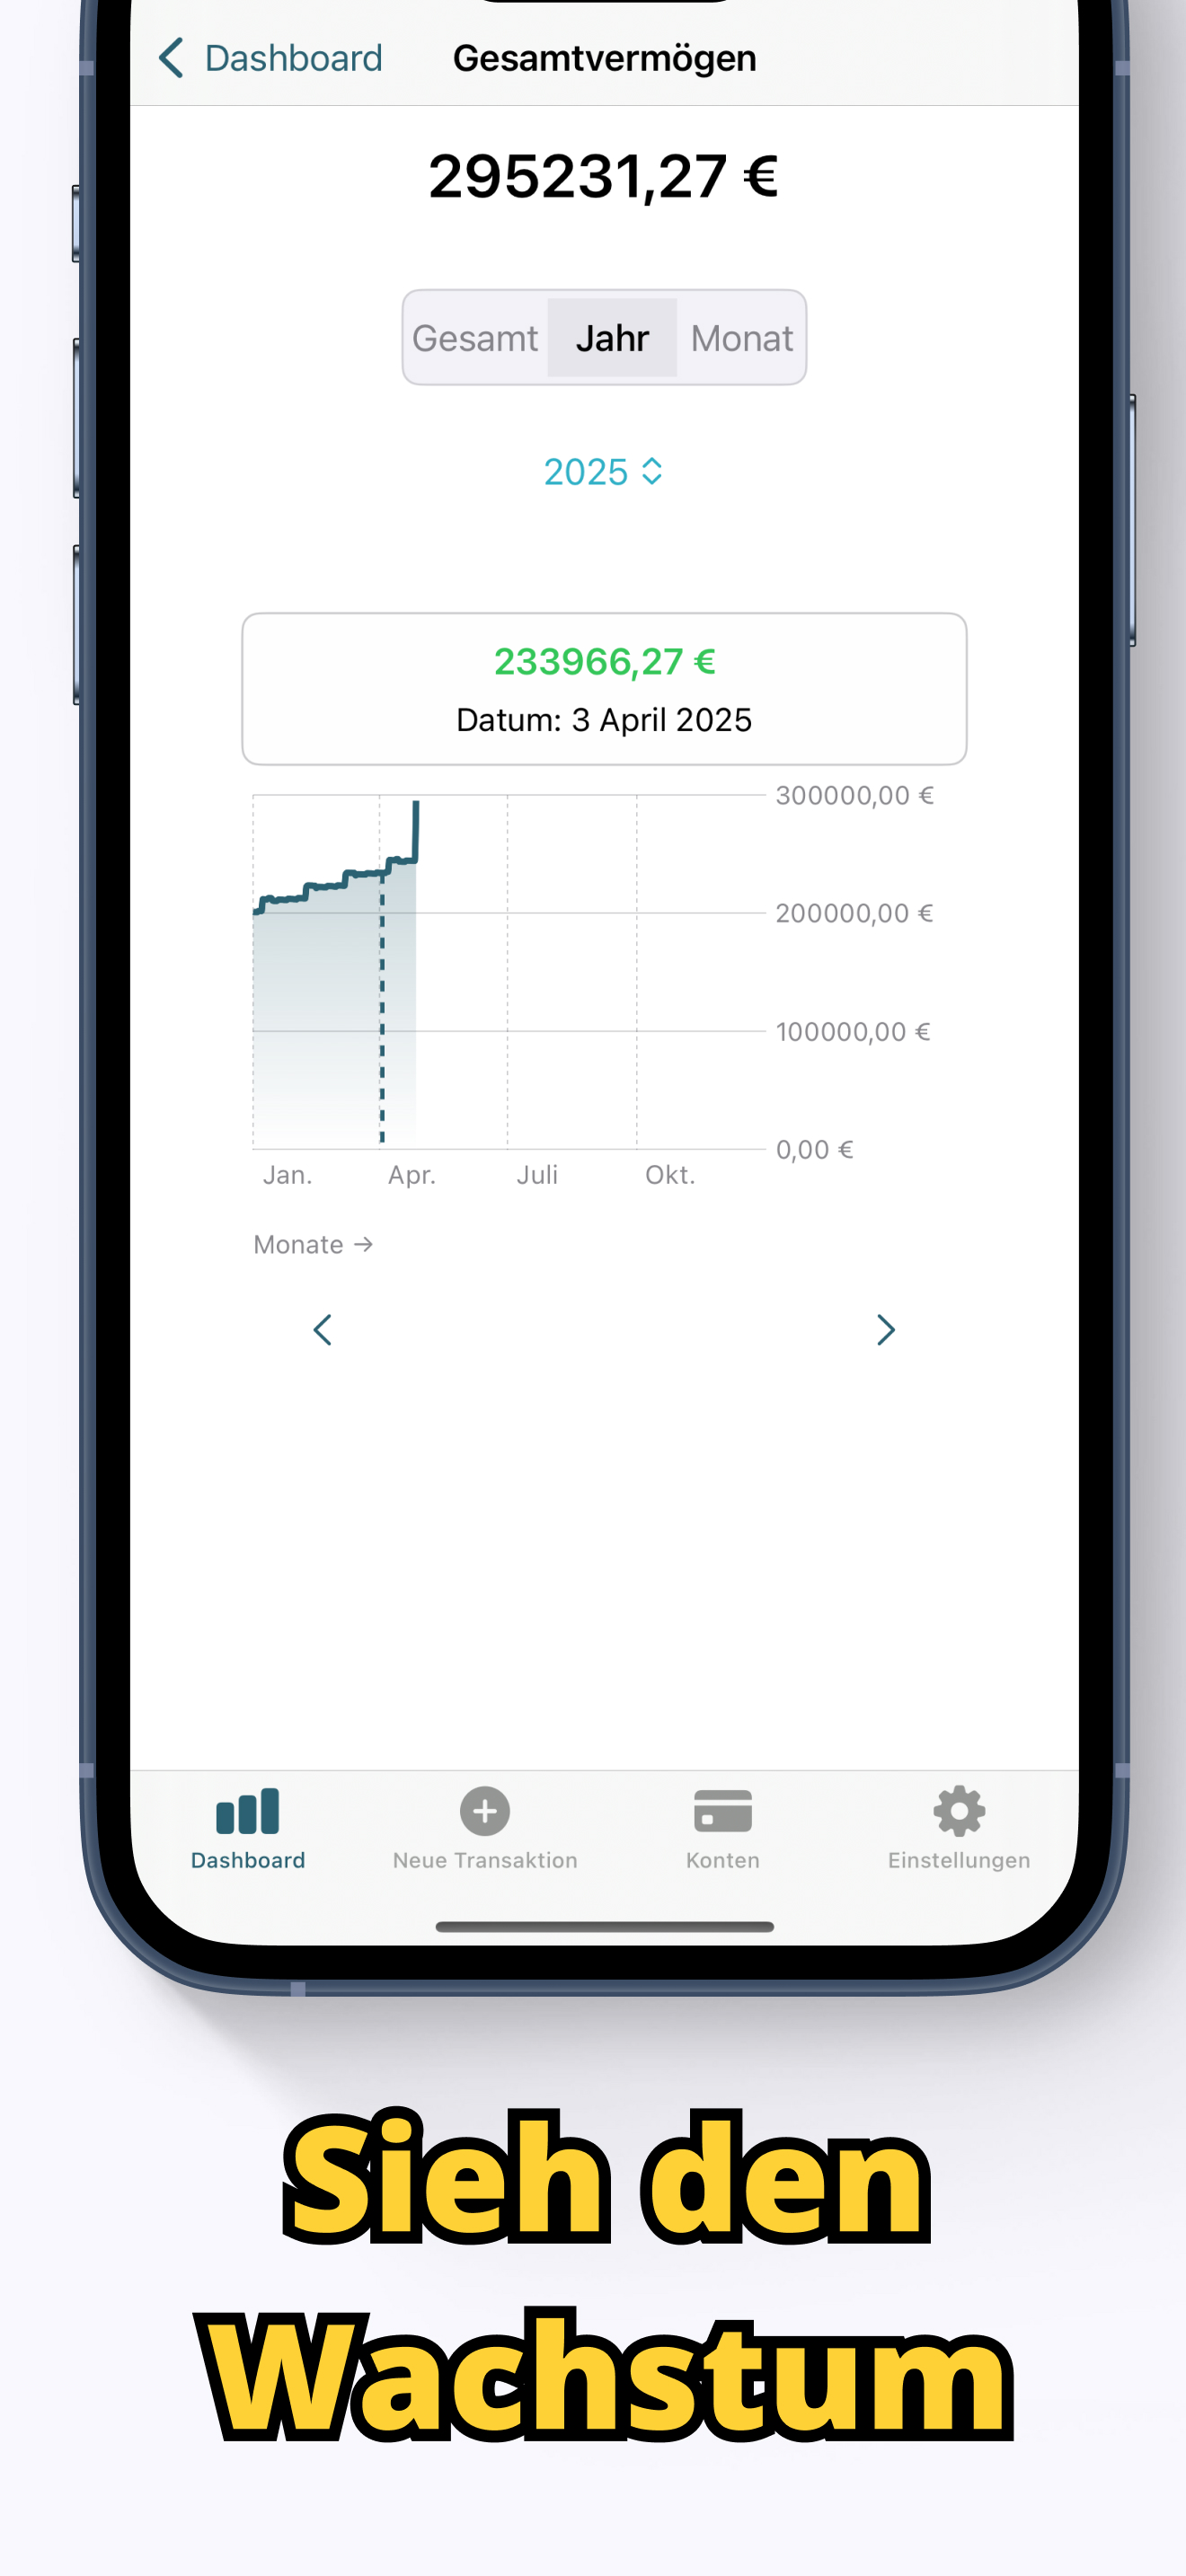 Dashboard Gesamtvermögen
295231,27 €
Gesamt Jahr Monat
2025
233966,27 €
Datum: 3 April 2025
300000,00 €
200000,00 €
100000,00 €
0,00 €
Jan. Apr. Juli Okt.
Monate →
Dashboard Neue Transaktion Konten Einstellungen
Sieh den
Wachstum